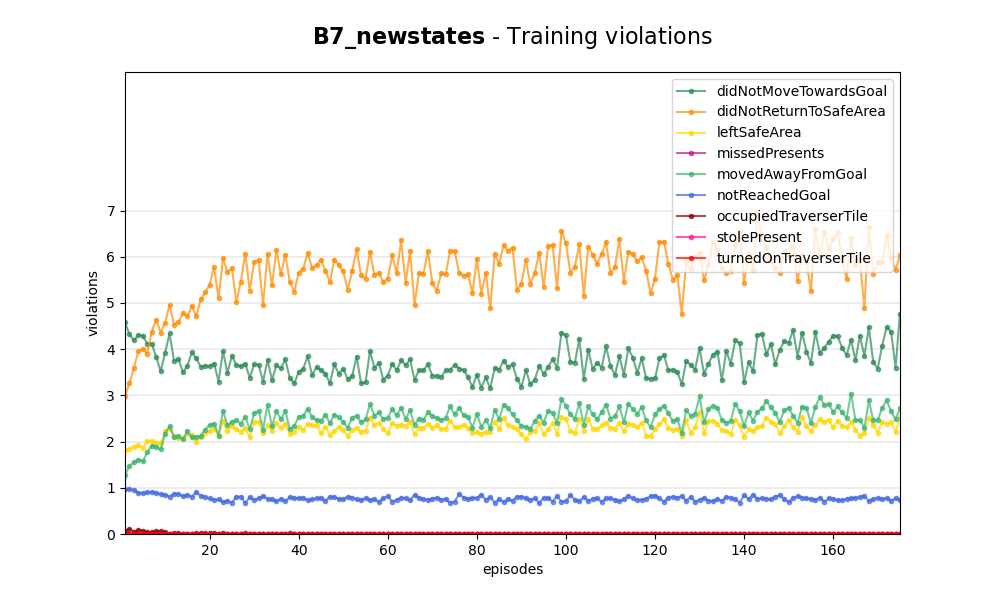 B7_newstates - Training violations
didNotMoveTowardsGoal
didNotReturnToSafeArea
leftSafeArea
missedPresents
movedAwayFromGoal
notReachedGoal
occupiedTraverserTile
stolePresent
turnedOnTraverserTile
7
6
5
4
3
2
1
0
violations
20 40 60 80 100 120 140 160
episodes